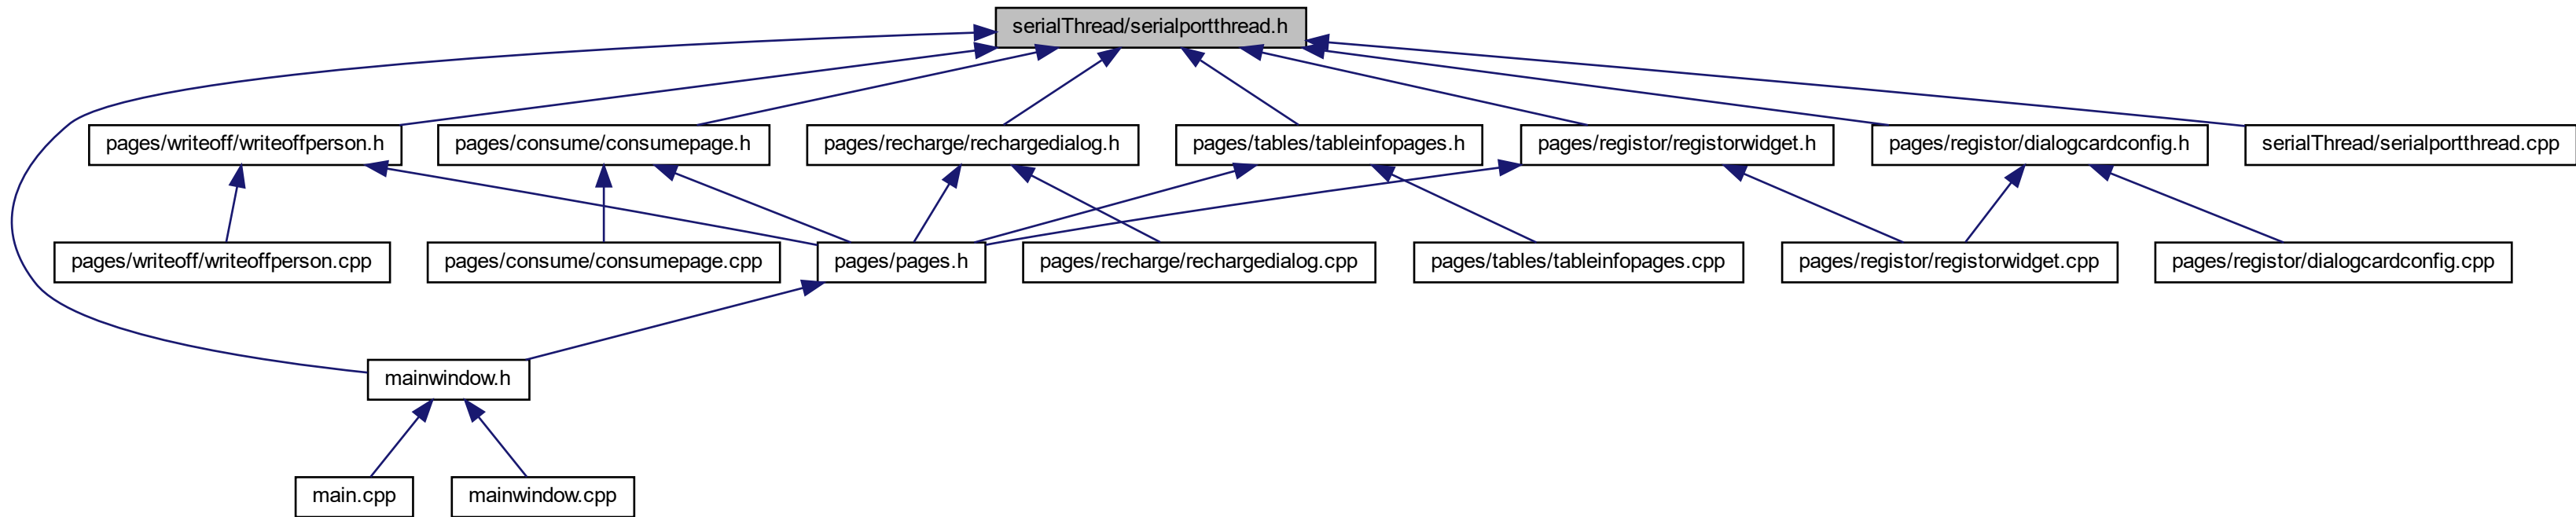 serialThread/serialportthread.h
pages/writeoff/writeoffperson.h
pages/consume/consumepage.h
pages/recharge/rechargedialog.h
pages/tables/tableinfopages.h
pages/registor/registorwidget.h
pages/registor/dialogcardconfig.h
serialThread/serialportthread.cpp
pages/writeoff/writeoffperson.cpp
pages/consume/consumepage.cpp
pages/pages.h
pages/recharge/rechargedialog.cpp
pages/tables/tableinfopages.cpp
pages/registor/registorwidget.cpp
pages/registor/dialogcardconfig.cpp
mainwindow.h
main.cpp
mainwindow.cpp